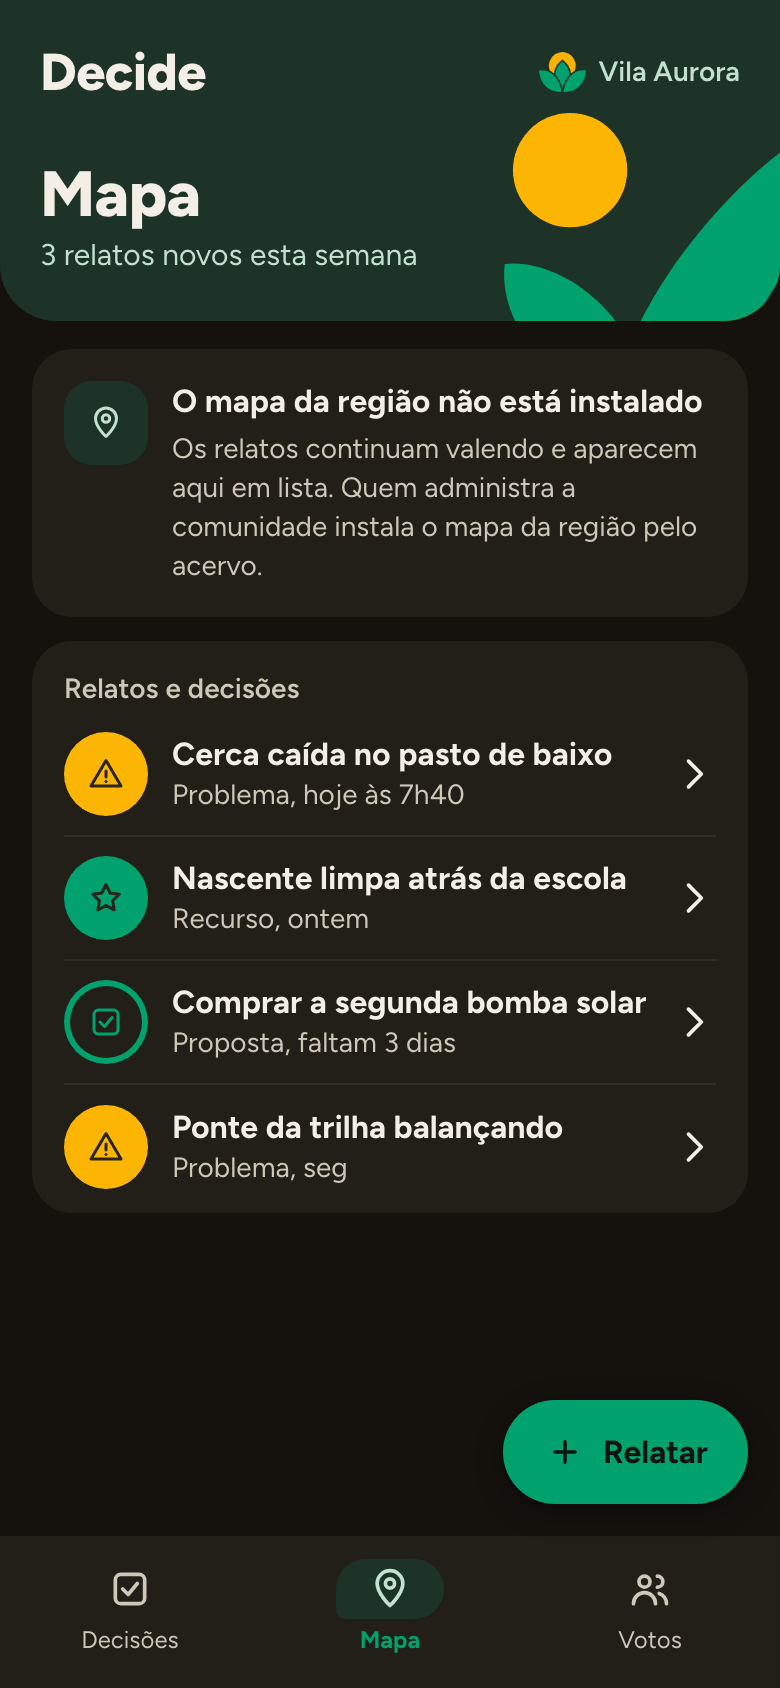 Decide
Vila Aurora
Mapa
3 relatos novos esta semana
O mapa da região não está instalado
Os relatos continuam valendo e aparecem
aqui em lista. Quem administra a
comunidade instala o mapa da região pelo
acervo.
Relatos e decisões
Cerca caída no pasto de baixo
Problema, hoje às 7h40
Nascente limpa atrás da escola
Recurso, ontem
Comprar a segunda bomba solar
Proposta, faltam 3 dias
Ponte da trilha balançando
Problema, seg
Relatar
Decisões
Mapa
Votos